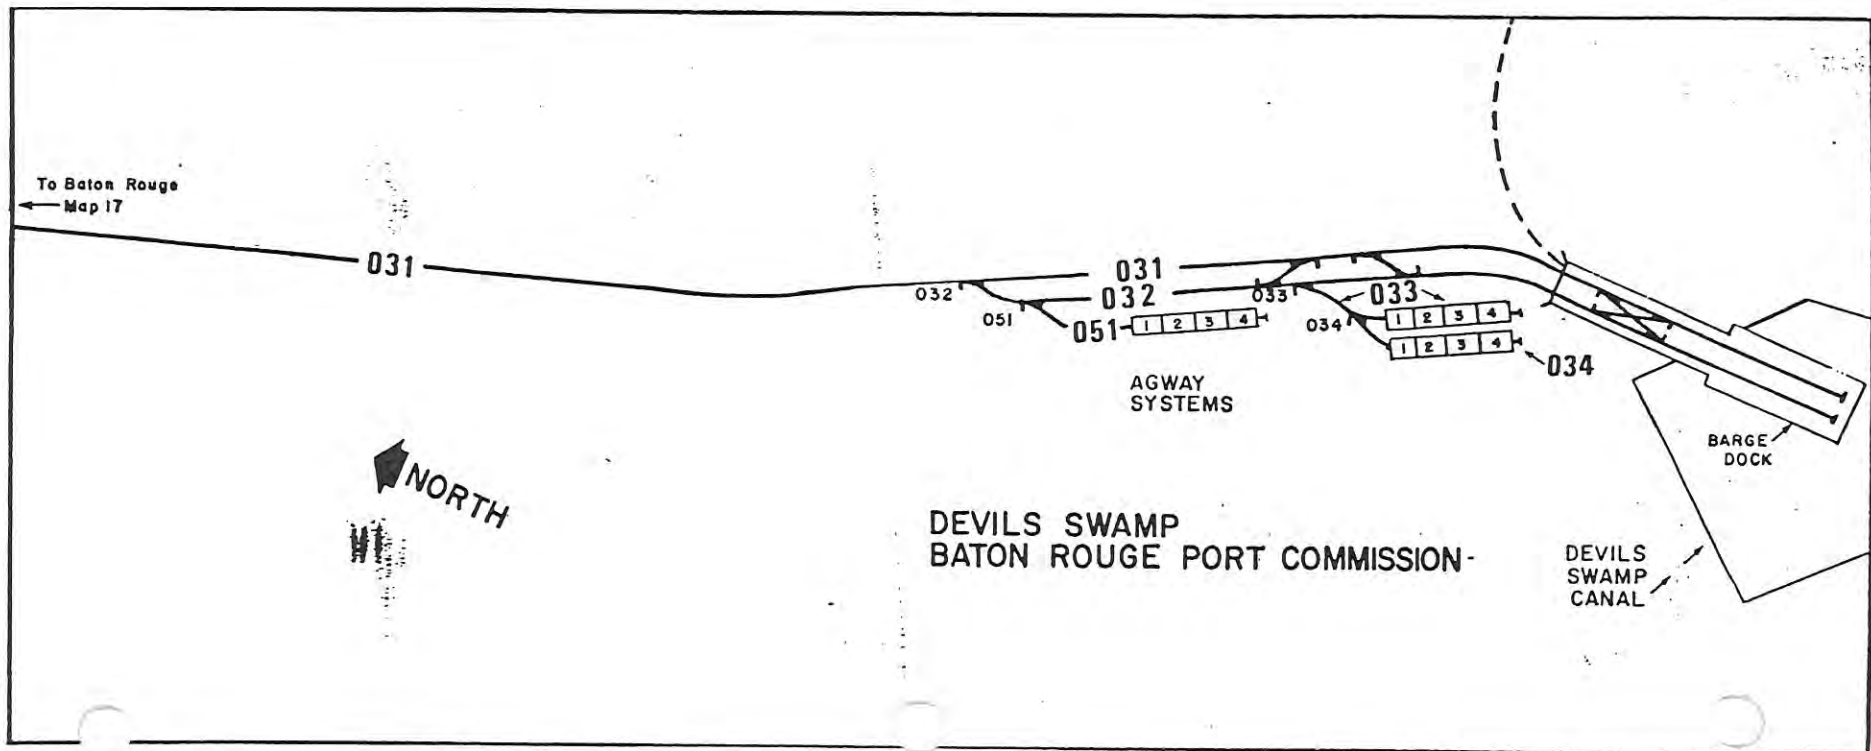 To Baton Rouge
Map 17
031
031
032
032
033
033
051
051
1 2 3 4
034
1 2 3 4
1 2 3 4
034
AGWAY
SYSTEMS
BARGE
DOCK
NORTH
DEVILS SWAMP
BATON ROUGE PORT COMMISSION-
DEVILS
SWAMP
CANAL